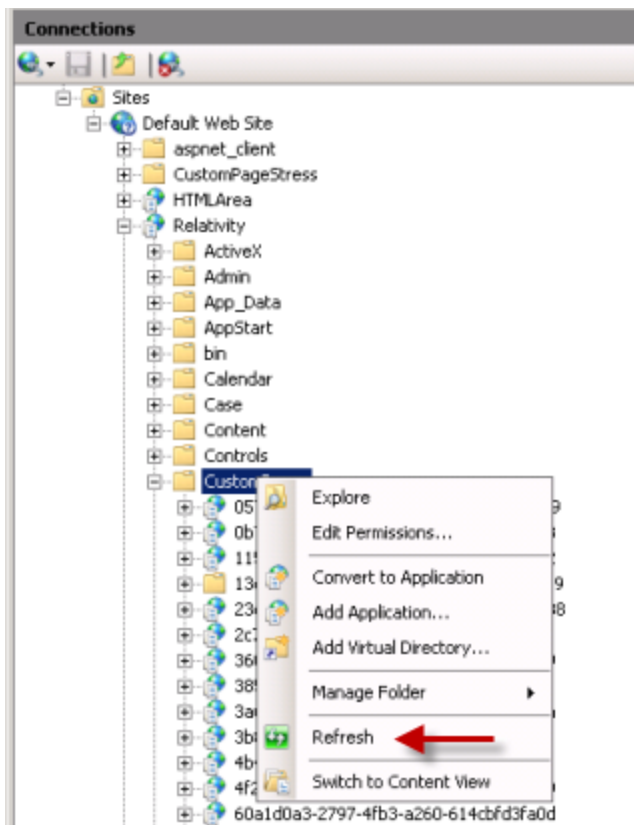 Connections
Sites
Default Web Site
aspnet_client
CustomPageStress
HTMLArea
Relativity
ActiveX
Admin
App_Data
AppStart
bin
Calendar
Case
Content
Controls
Explore
Edit Permissions...
Convert to Application
Add Application...
Add Virtual Directory...
Manage Folder
Refresh
Switch to Content View
60a1d0a3-2797-4fb3-a260-614cbfd3fa0d